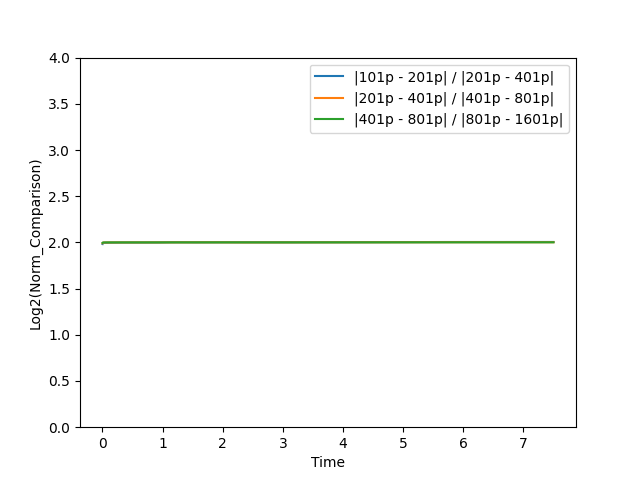 4.0
3.5
3.0
2.5
2.0
1.5
1.0
0.5
0.0
Log2(Norm_Comparison)
|101p - 201p| / |201p - 401p|
|201p - 401p| / |401p - 801p|
|401p - 801p| / |801p - 1601p|
0 1 2 3 4 5 6 7
Time